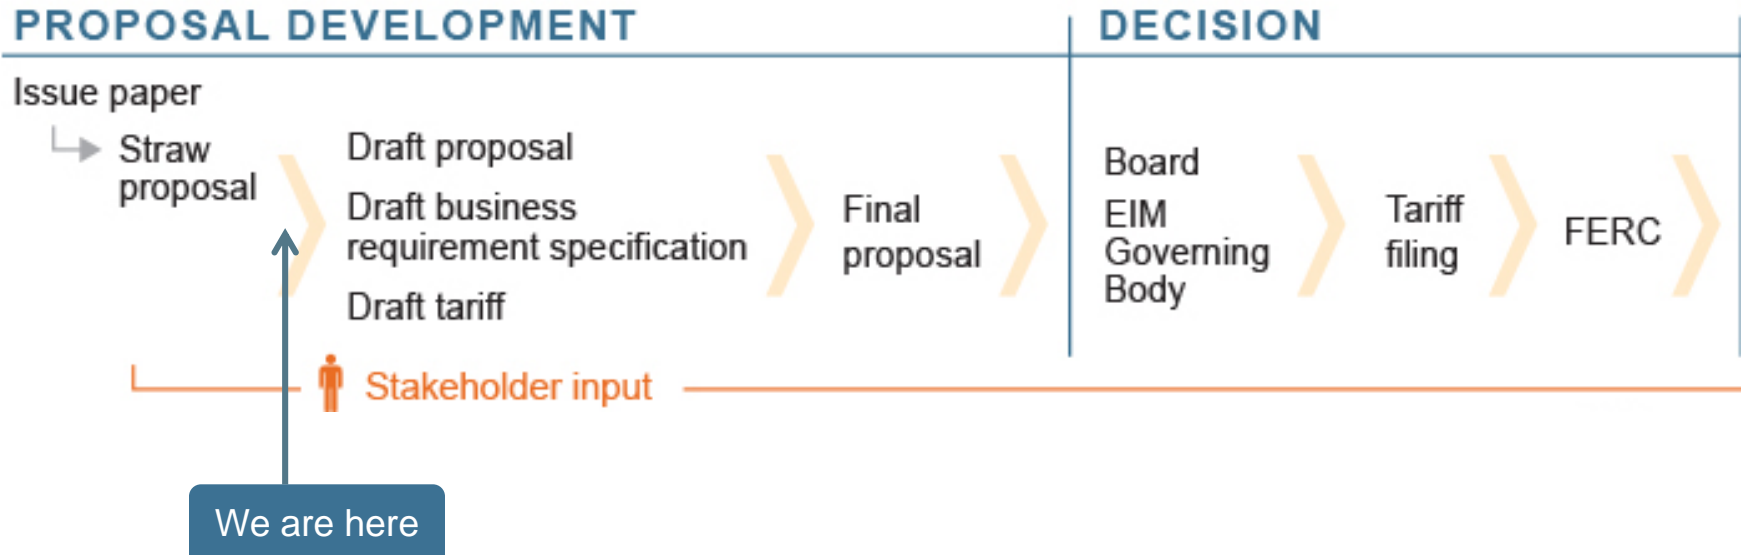 PROPOSAL DEVELOPMENT
DECISION
Issue paper
Straw
proposal
Draft proposal
Draft business
requirement specification
Draft tariff
Final
proposal
Board
EIM
Governing
Body
Tariff
filing
FERC
Stakeholder input
We are here